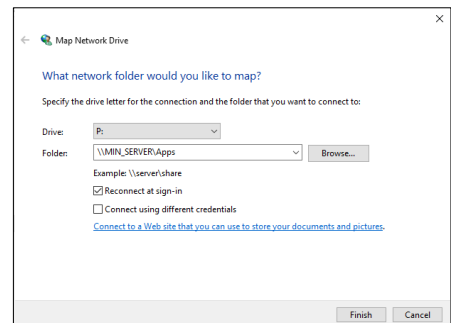 Map Network Drive
What network folder would you like to map?
Specify the drive letter for the connection and the folder that you want to connect to:
Drive: P:
Folder: \\MIN_SERVER\Apps Browse...
Example: \\server\share
Reconnect at sign-in
Connect using different credentials
Connect to a Web site that you can use to store your documents and pictures.
Finish Cancel